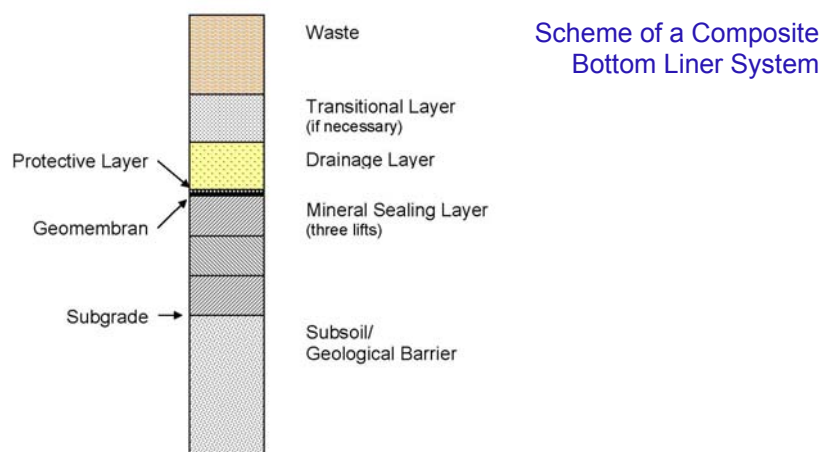 Scheme of a Composite
Bottom Liner System
Waste
Transitional Layer
(if necessary)
Protective Layer
Drainage Layer
Geomembran
Mineral Sealing Layer
(three lifts)
Subgrade
Subsoil/
Geological Barrier